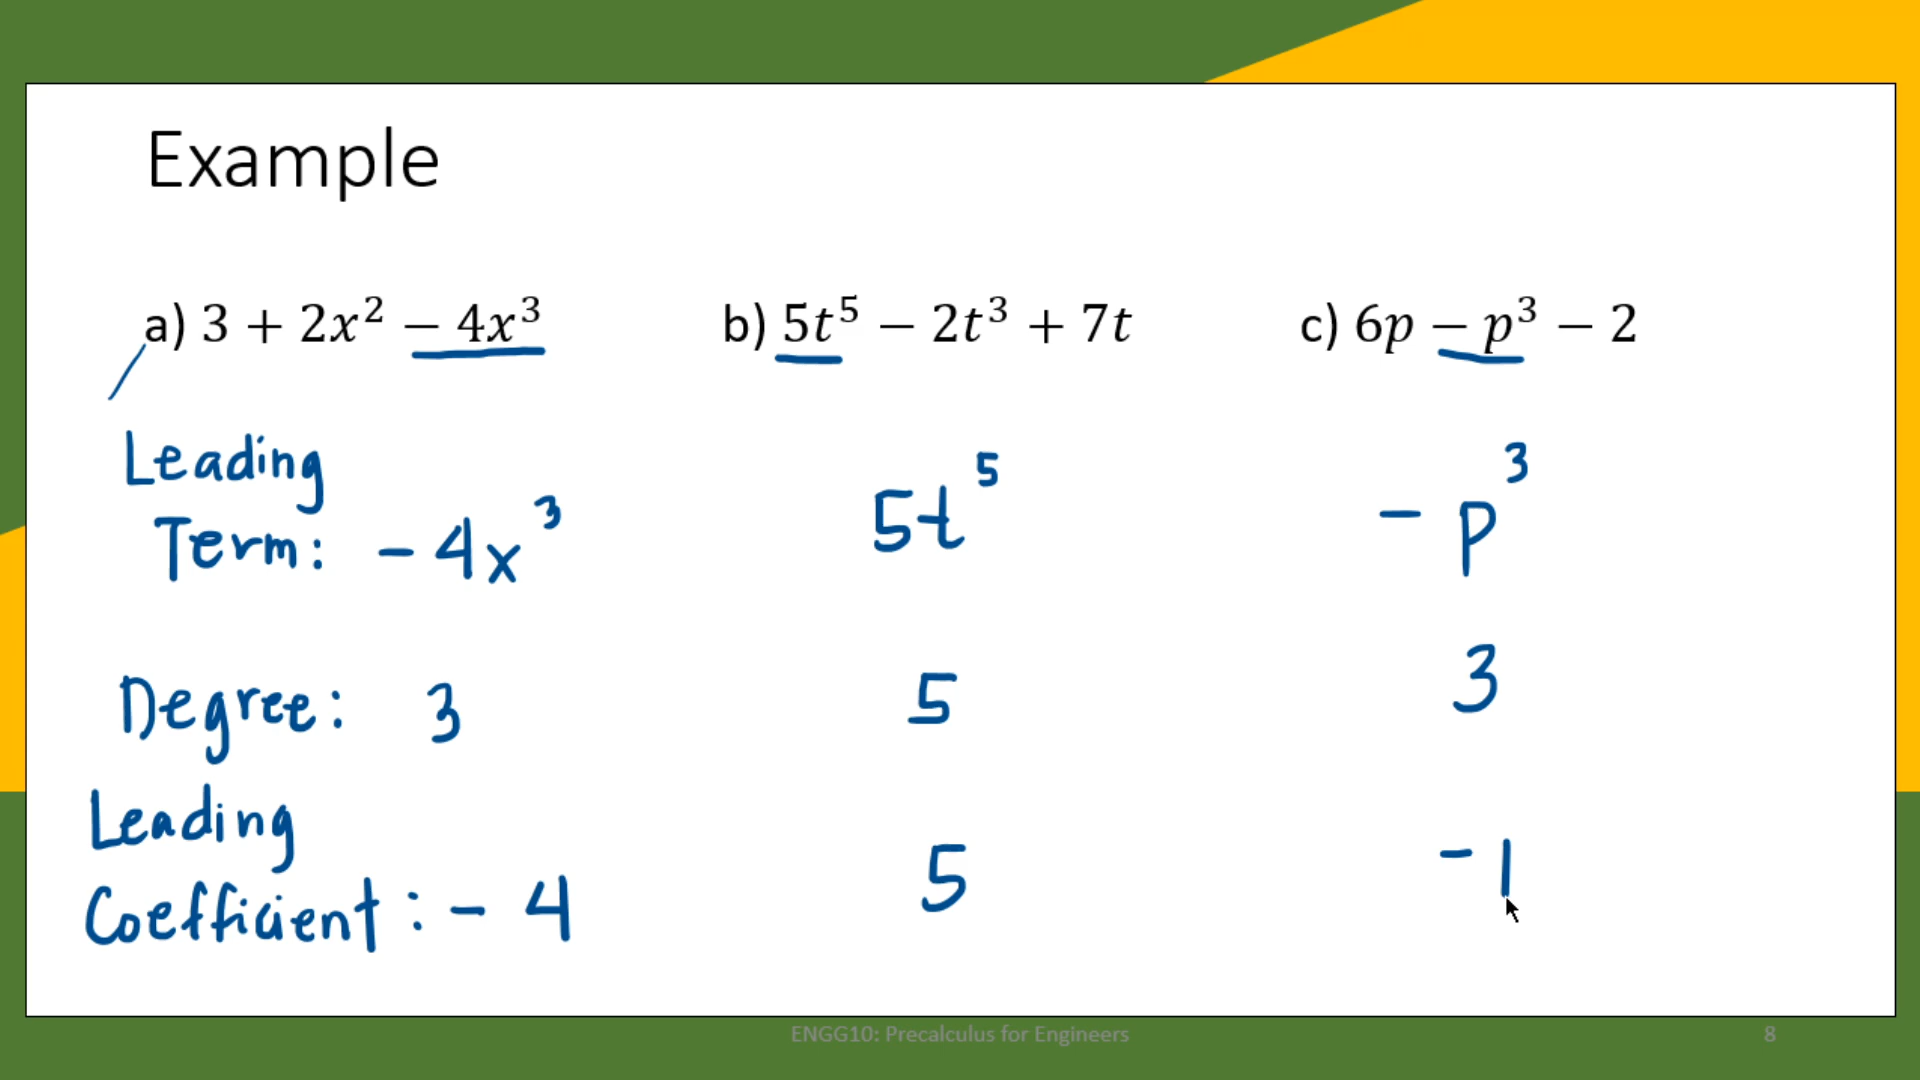 Example
a) 3 + 2x² − 4x³ b) 5t⁵ − 2t³ + 7t c) 6p − p³ − 2
Leading
Term: - 4x³ 5t⁵ - p³
Degree: 3 5 3
Leading
Coefficient: - 4 5 - 1
ENGG10: Precalculus for Engineers 8